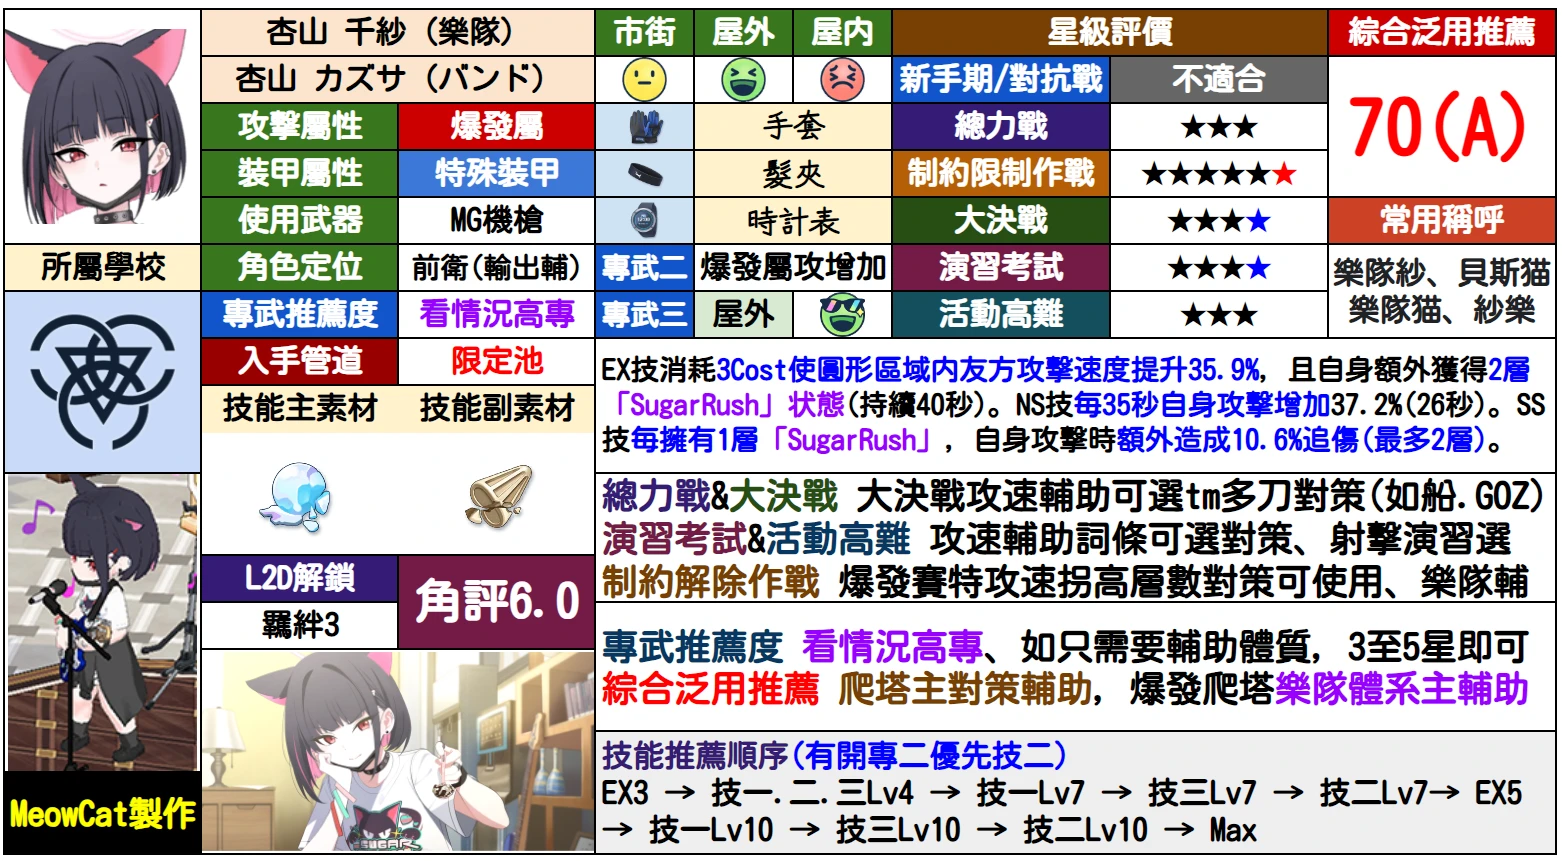 杏山 千紗 (樂隊)
杏山 カズサ (バンド)
攻擊屬性 爆發屬
裝甲屬性 特殊裝甲
使用武器 MG機槍
所屬學校
角色定位 前衛(輸出輔)
專武推薦度 看情況高專
入手管道 限定池
技能主素材 技能副素材
L2D解鎖
羈絆3
角評6.0
MeowCat製作
市街 屋外 屋內
手套
髮夾
時計表
專武二 爆發屬攻增加
專武三 屋外
星級評價
新手期/對抗戰 不適合
總力戰 ★★★
制約限制作戰 ★★★★★★
大決戰 ★★★★
演習考試 ★★★★
活動高難 ★★★
綜合泛用推薦
70(A)
常用稱呼
樂隊紗、貝斯猫
樂隊猫、紗樂
EX技消耗3Cost使圓形區域内友方攻擊速度提升35.9%, 且自身額外獲得2層
「SugarRush」状態(持續40秒)。NS技每35秒自身攻擊增加37.2%(26秒)。SS
技每擁有1層「SugarRush」, 自身攻擊時額外造成10.6%追傷(最多2層)。
總力戰&大決戰 大決戰攻速輔助可選tm多刀對策(如船.GOZ)
演習考試&活動高難 攻速輔助詞條可選對策、射擊演習選
制約解除作戰 爆發賽特攻速拐高層數對策可使用、樂隊輔
專武推薦度 看情況高專、如只需要輔助體質, 3至5星即可
綜合泛用推薦 爬塔主對策輔助, 爆發爬塔樂隊體系主輔助
技能推薦順序(有開專二優先技二)
EX3 → 技一.二.三Lv4 → 技一Lv7 → 技三Lv7 → 技二Lv7→ EX5
→ 技一Lv10 → 技三Lv10 → 技二Lv10 → Max
SUGAR